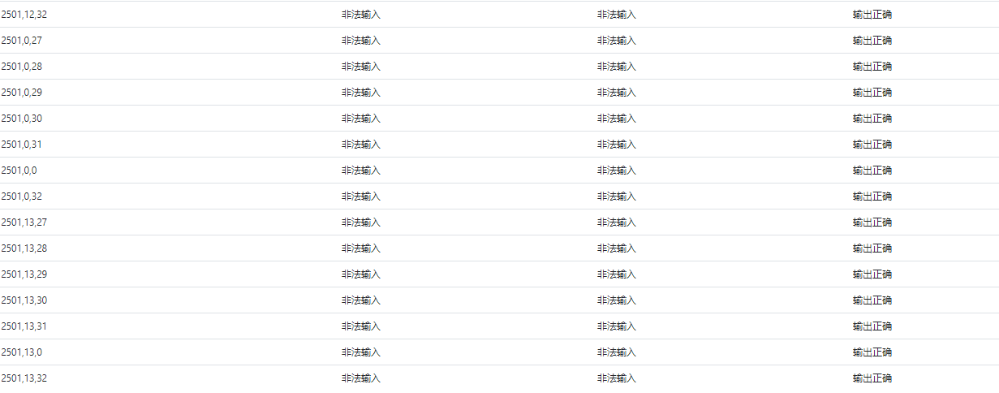 2501,12,32 非法输入 非法输入 输出正确
2501,0,27 非法输入 非法输入 输出正确
2501,0,28 非法输入 非法输入 输出正确
2501,0,29 非法输入 非法输入 输出正确
2501,0,30 非法输入 非法输入 输出正确
2501,0,31 非法输入 非法输入 输出正确
2501,0,0 非法输入 非法输入 输出正确
2501,0,32 非法输入 非法输入 输出正确
2501,13,27 非法输入 非法输入 输出正确
2501,13,28 非法输入 非法输入 输出正确
2501,13,29 非法输入 非法输入 输出正确
2501,13,30 非法输入 非法输入 输出正确
2501,13,31 非法输入 非法输入 输出正确
2501,13,0 非法输入 非法输入 输出正确
2501,13,32 非法输入 非法输入 输出正确